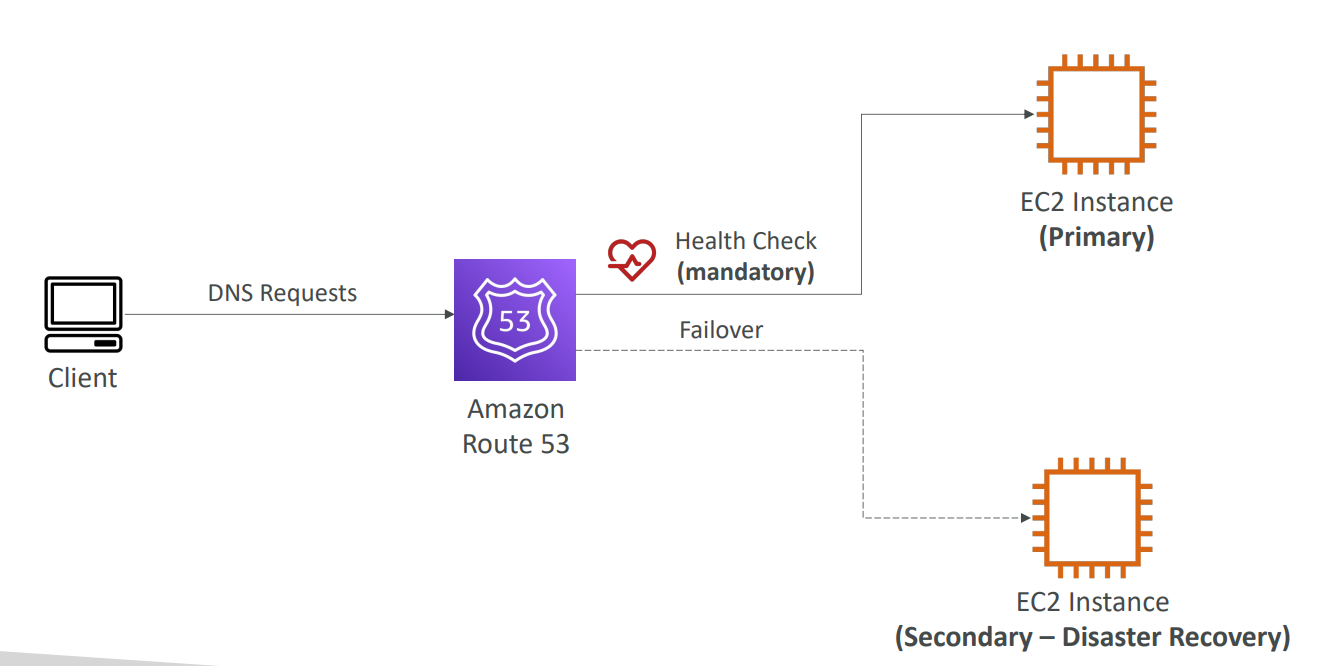 DNS Requests
Client
53
Amazon
Route 53
Health Check
(mandatory)
Failover
EC2 Instance
(Primary)
EC2 Instance
(Secondary – Disaster Recovery)